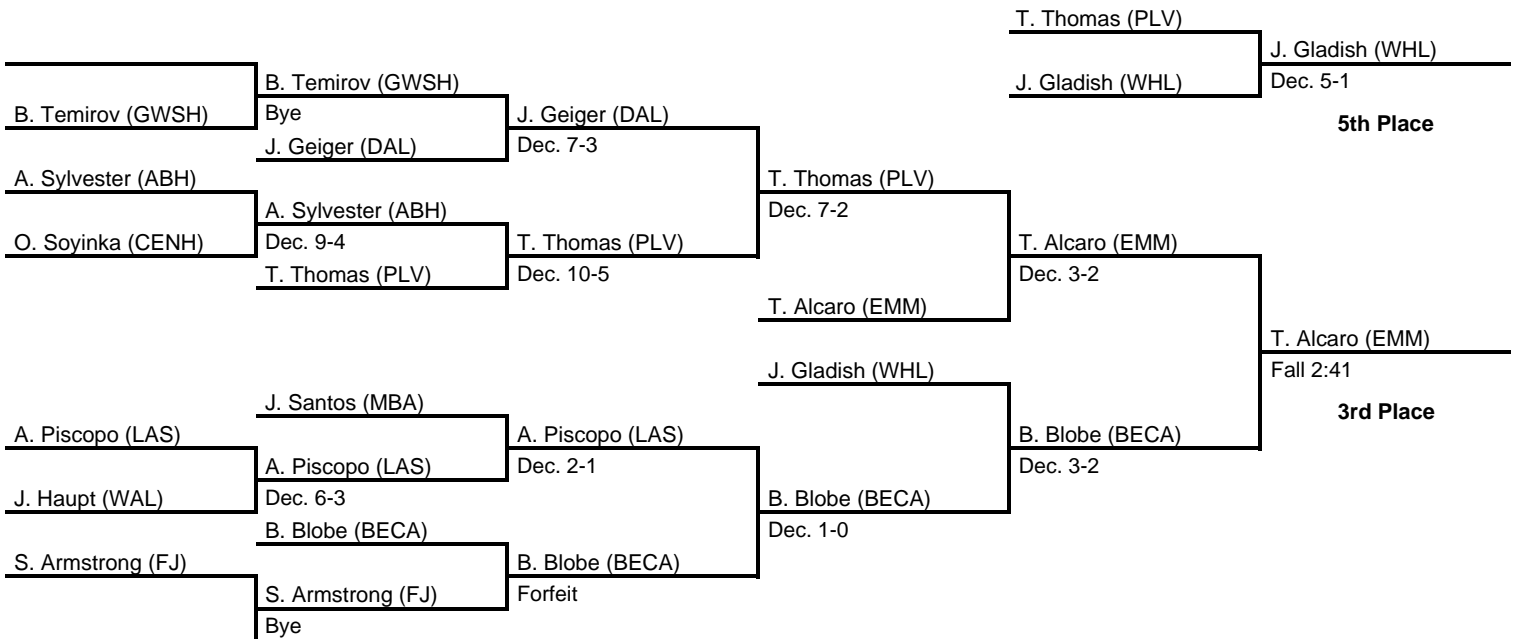 T. Thomas (PLV)
J. Gladish (WHL)
B. Temirov (GWSH)
J. Gladish (WHL)
Dec. 5-1
B. Temirov (GWSH)
Bye
J. Geiger (DAL)
5th Place
J. Geiger (DAL)
Dec. 7-3
A. Sylvester (ABH)
T. Thomas (PLV)
A. Sylvester (ABH)
Dec. 7-2
O. Soyinka (CENH)
Dec. 9-4
T. Thomas (PLV)
T. Alcaro (EMM)
T. Thomas (PLV)
Dec. 10-5
Dec. 3-2
T. Alcaro (EMM)
T. Alcaro (EMM)
J. Gladish (WHL)
Fall 2:41
J. Santos (MBA)
3rd Place
A. Piscopo (LAS)
A. Piscopo (LAS)
B. Blobe (BECA)
A. Piscopo (LAS)
Dec. 2-1
Dec. 3-2
J. Haupt (WAL)
Dec. 6-3
B. Blobe (BECA)
B. Blobe (BECA)
Dec. 1-0
S. Armstrong (FJ)
B. Blobe (BECA)
S. Armstrong (FJ)
Forfeit
Bye